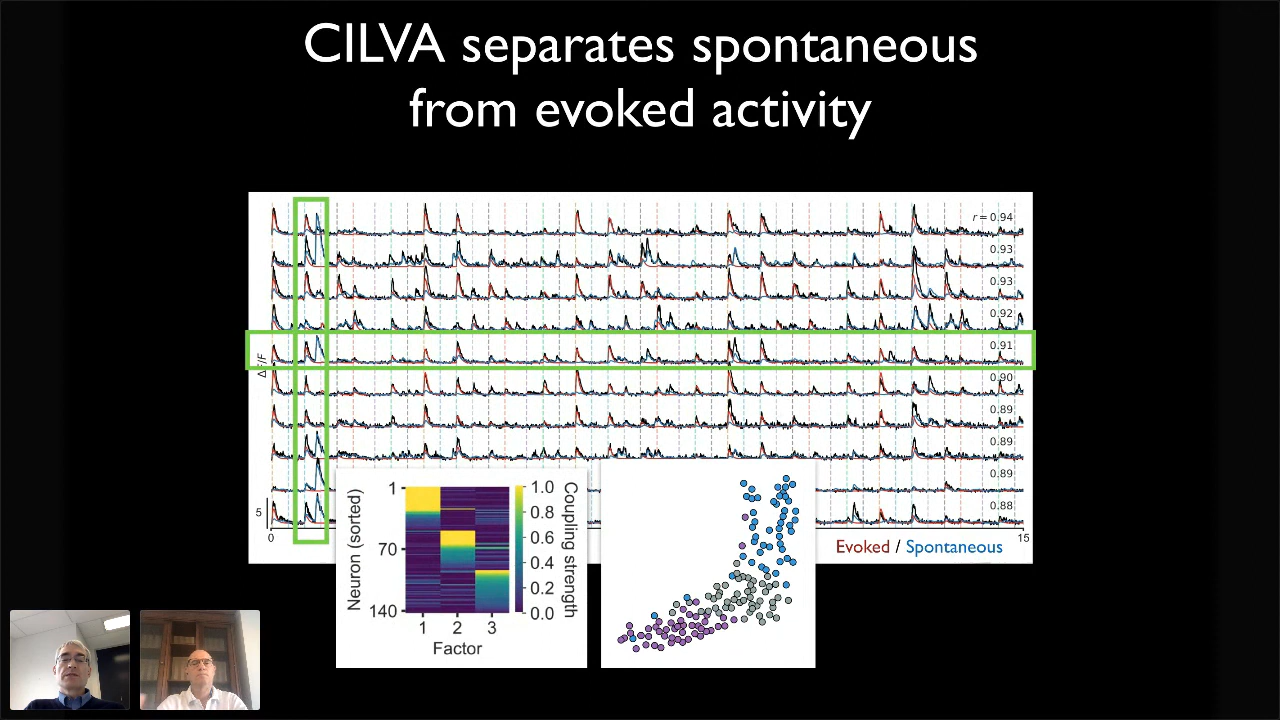 CILVA separates spontaneous
from evoked activity
r = 0.94
0.93
0.93
0.92
0.91
ΔF/F
0.90
0.89
0.89
0.89
5
0.88
0
15
Evoked / Spontaneous
Neuron (sorted)
1
70
140
1 2 3
Factor
1.0
0.8
0.6
0.4
0.2
0.0
Coupling strength